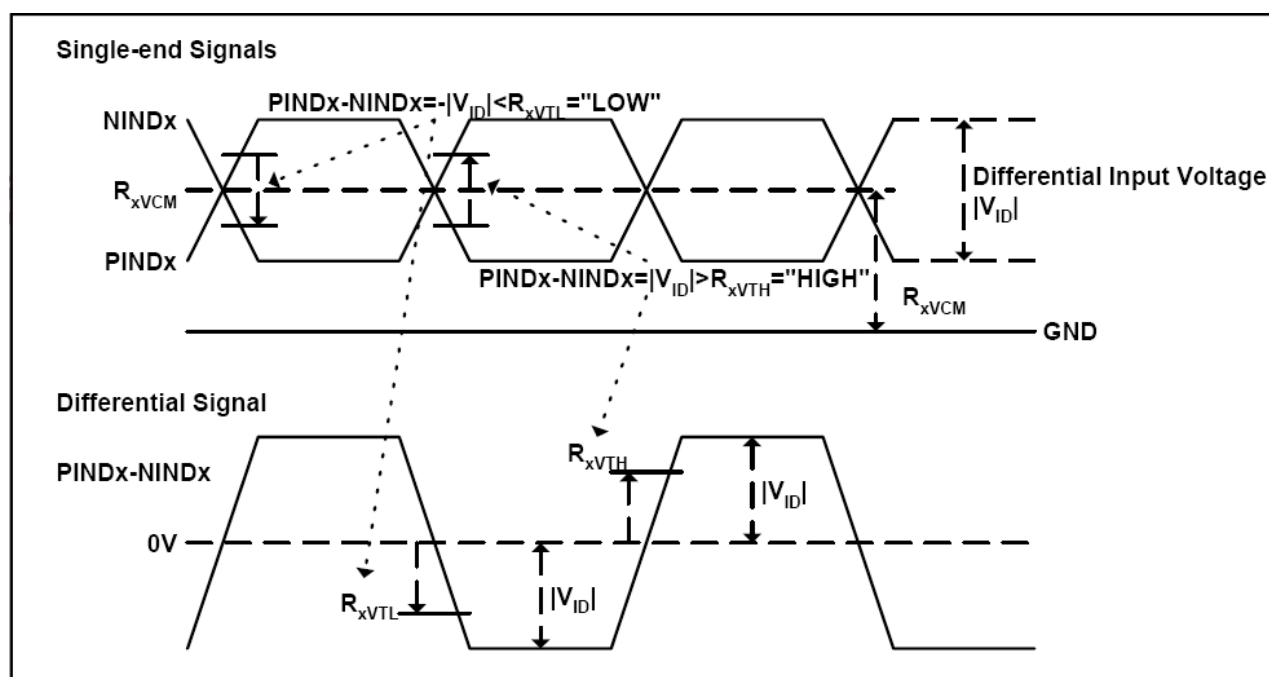 Single-end Signals
PINDx-NINDx=-|VID|<RxVTL="LOW"
NINDx
RxVCM
Differential Input Voltage
|VID|
PINDx
PINDx-NINDx=|VID|>RxVTH="HIGH"
RxVCM
GND
Differential Signal
RxVTH
PINDx-NINDx
|VID|
0V
RxVTL
|VID|